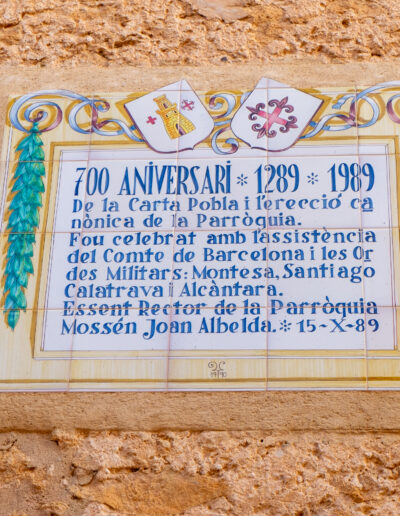 700 ANIVERSARI * 1289 * 1989
De la Carta Pobla i l'erecció ca
nònica de la Parròquia.
Fou celebrat amb l'assistència
del Comte de Barcelona i les Or
des Militars: Montesa, Santiago
Calatrava i Alcàntara.
Essent Rector de la Parròquia
Mossén Joan Albelda. * 15-X-89